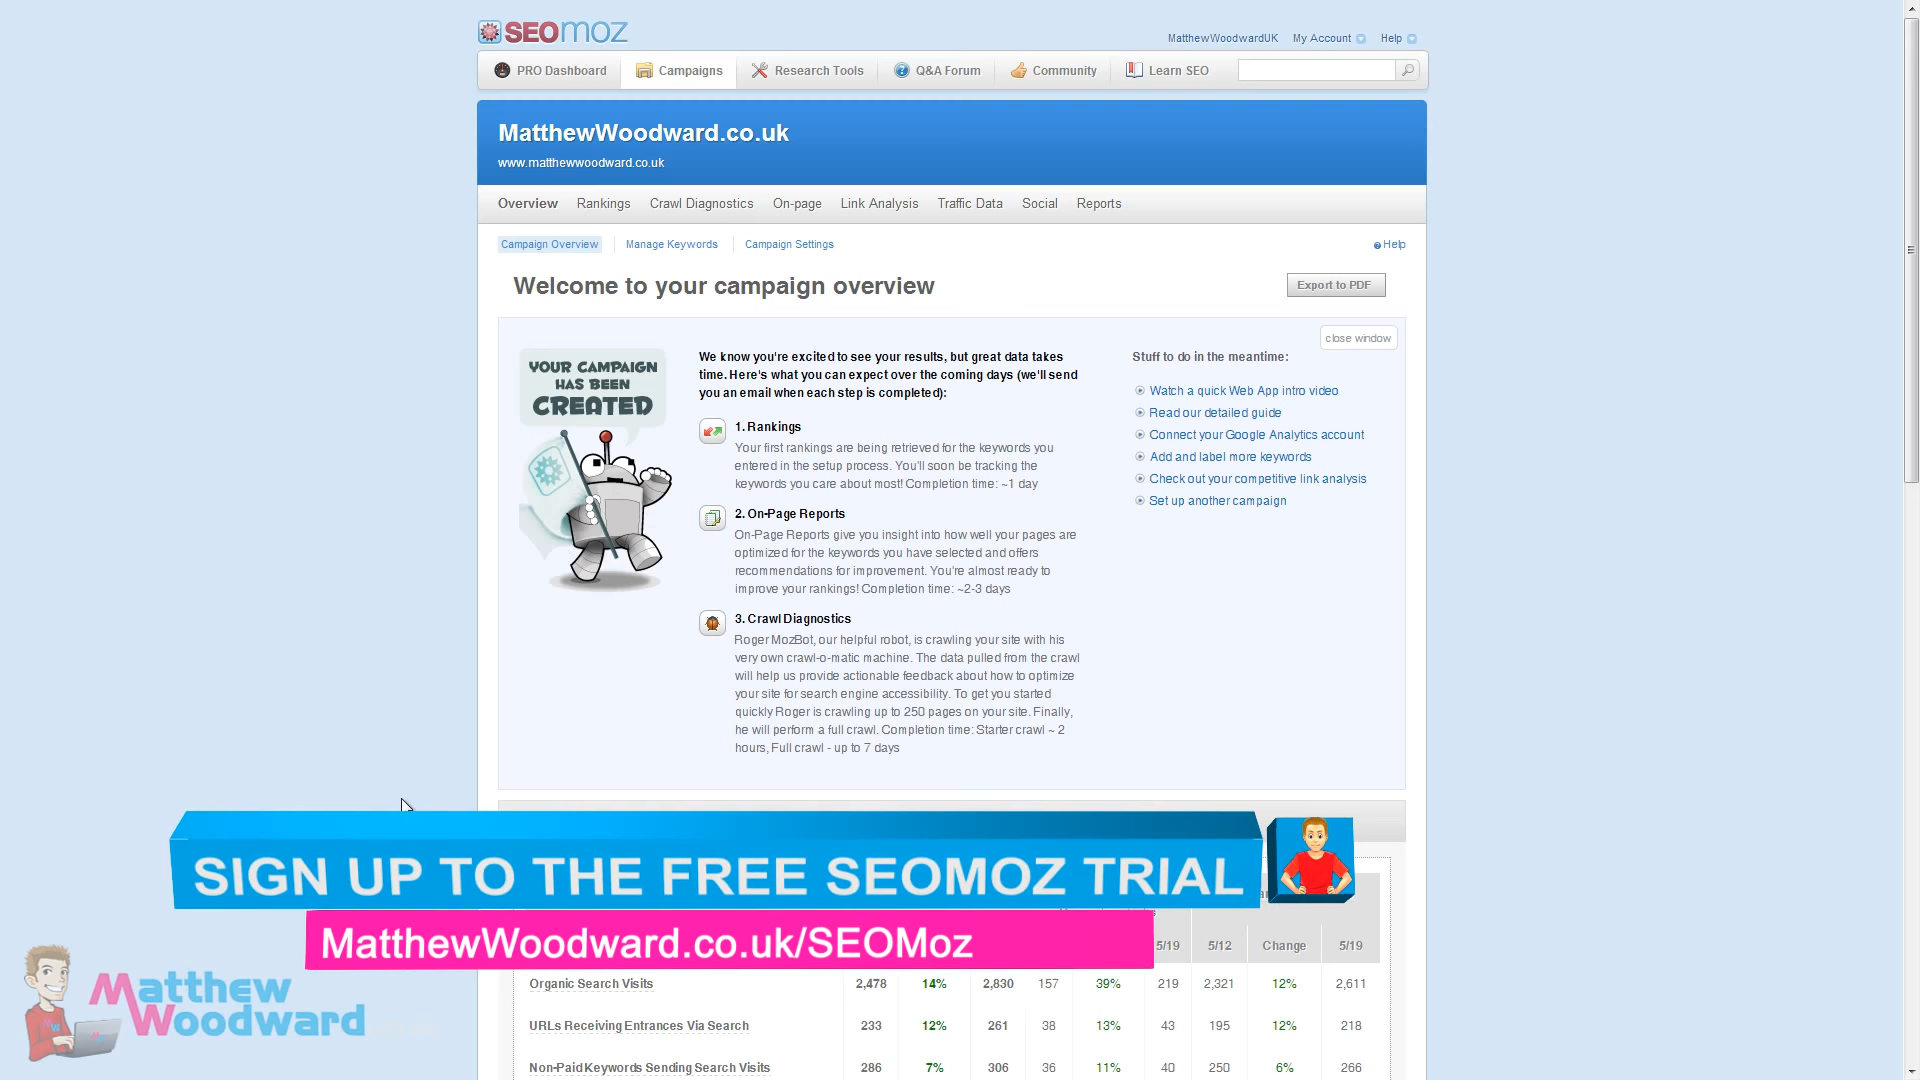 SEOmoz
MatthewWoodwardUK My Account Help
PRO Dashboard Campaigns Research Tools Q&A Forum Community Learn SEO
MatthewWoodward.co.uk
www.matthewwoodward.co.uk
Overview Rankings Crawl Diagnostics On-page Link Analysis Traffic Data Social Reports
Campaign Overview Manage Keywords Campaign Settings Help
Welcome to your campaign overview
Export to PDF
close window
YOUR CAMPAIGN
HAS BEEN
CREATED
We know you're excited to see your results, but great data takes
time. Here's what you can expect over the coming days (we'll send
you an email when each step is completed):
1. Rankings
Your first rankings are being retrieved for the keywords you
entered in the setup process. You'll soon be tracking the
keywords you care about most! Completion time: ~1 day
2. On-Page Reports
On-Page Reports give you insight into how well your pages are
optimized for the keywords you have selected and offers
recommendations for improvement. You're almost ready to
improve your rankings! Completion time: ~2-3 days
3. Crawl Diagnostics
Roger MozBot, our helpful robot, is crawling your site with his
very own crawl-o-matic machine. The data pulled from the crawl
will help us provide actionable feedback about how to optimize
your site for search engine accessibility. To get you started
quickly Roger is crawling up to 250 pages on your site. Finally,
he will perform a full crawl. Completion time: Starter crawl ~ 2
hours, Full crawl - up to 7 days
Stuff to do in the meantime:
Watch a quick Web App intro video
Read our detailed guide
Connect your Google Analytics account
Add and label more keywords
Check out your competitive link analysis
Set up another campaign
SIGN UP TO THE FREE SEOMOZ TRIAL
MatthewWoodward.co.uk/SEOMoz
5/19 5/12 Change 5/19
Organic Search Visits 2,478 14% 2,830 157 39% 219 2,321 12% 2,611
URLs Receiving Entrances Via Search 233 12% 261 38 13% 43 195 12% 218
Non-Paid Keywords Sending Search Visits 286 7% 306 36 11% 40 250 6% 266
Matthew
Woodward